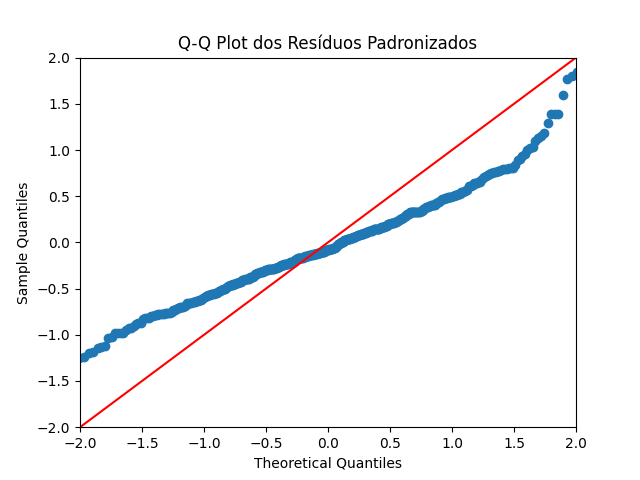 Q-Q Plot dos Resíduos Padronizados
Sample Quantiles
2.0
1.5
1.0
0.5
0.0
−0.5
−1.0
−1.5
−2.0
−2.0 −1.5 −1.0 −0.5 0.0 0.5 1.0 1.5 2.0
Theoretical Quantiles